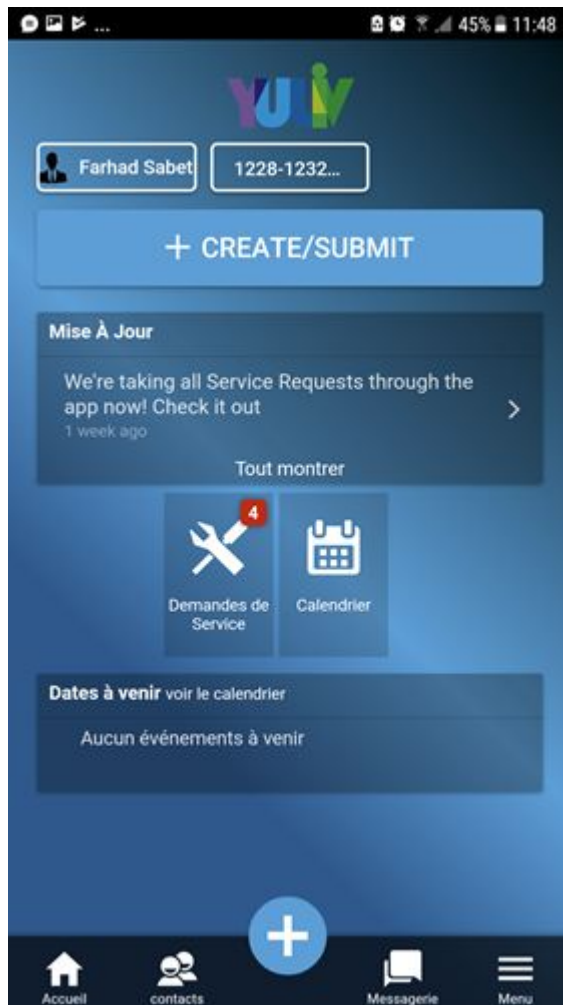 ... 45% 11:48
YULIV
Farhad Sabet 1228-1232...
+ CREATE/SUBMIT
Mise À Jour
We're taking all Service Requests through the
app now! Check it out
1 week ago
Tout montrer
4
Demandes de
Service
Calendrier
Dates à venir voir le calendrier
Aucun événements à venir
Accueil contacts Messagerie Menu